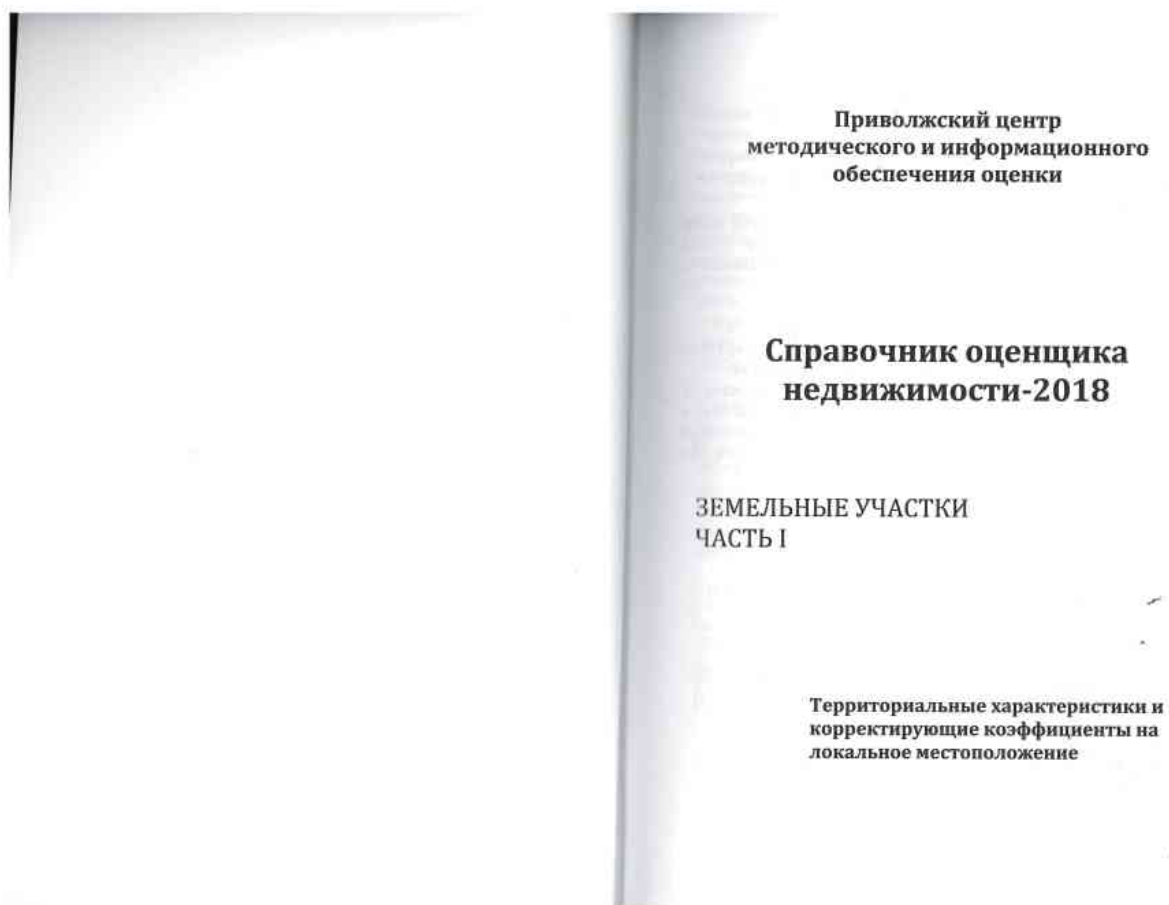 Приволжский центр
методического и информационного
обеспечения оценки
Справочник оценщика
недвижимости-2018
ЗЕМЕЛЬНЫЕ УЧАСТКИ
ЧАСТЬ I
Территориальные характеристики и
корректирующие коэффициенты на
локальное местоположение